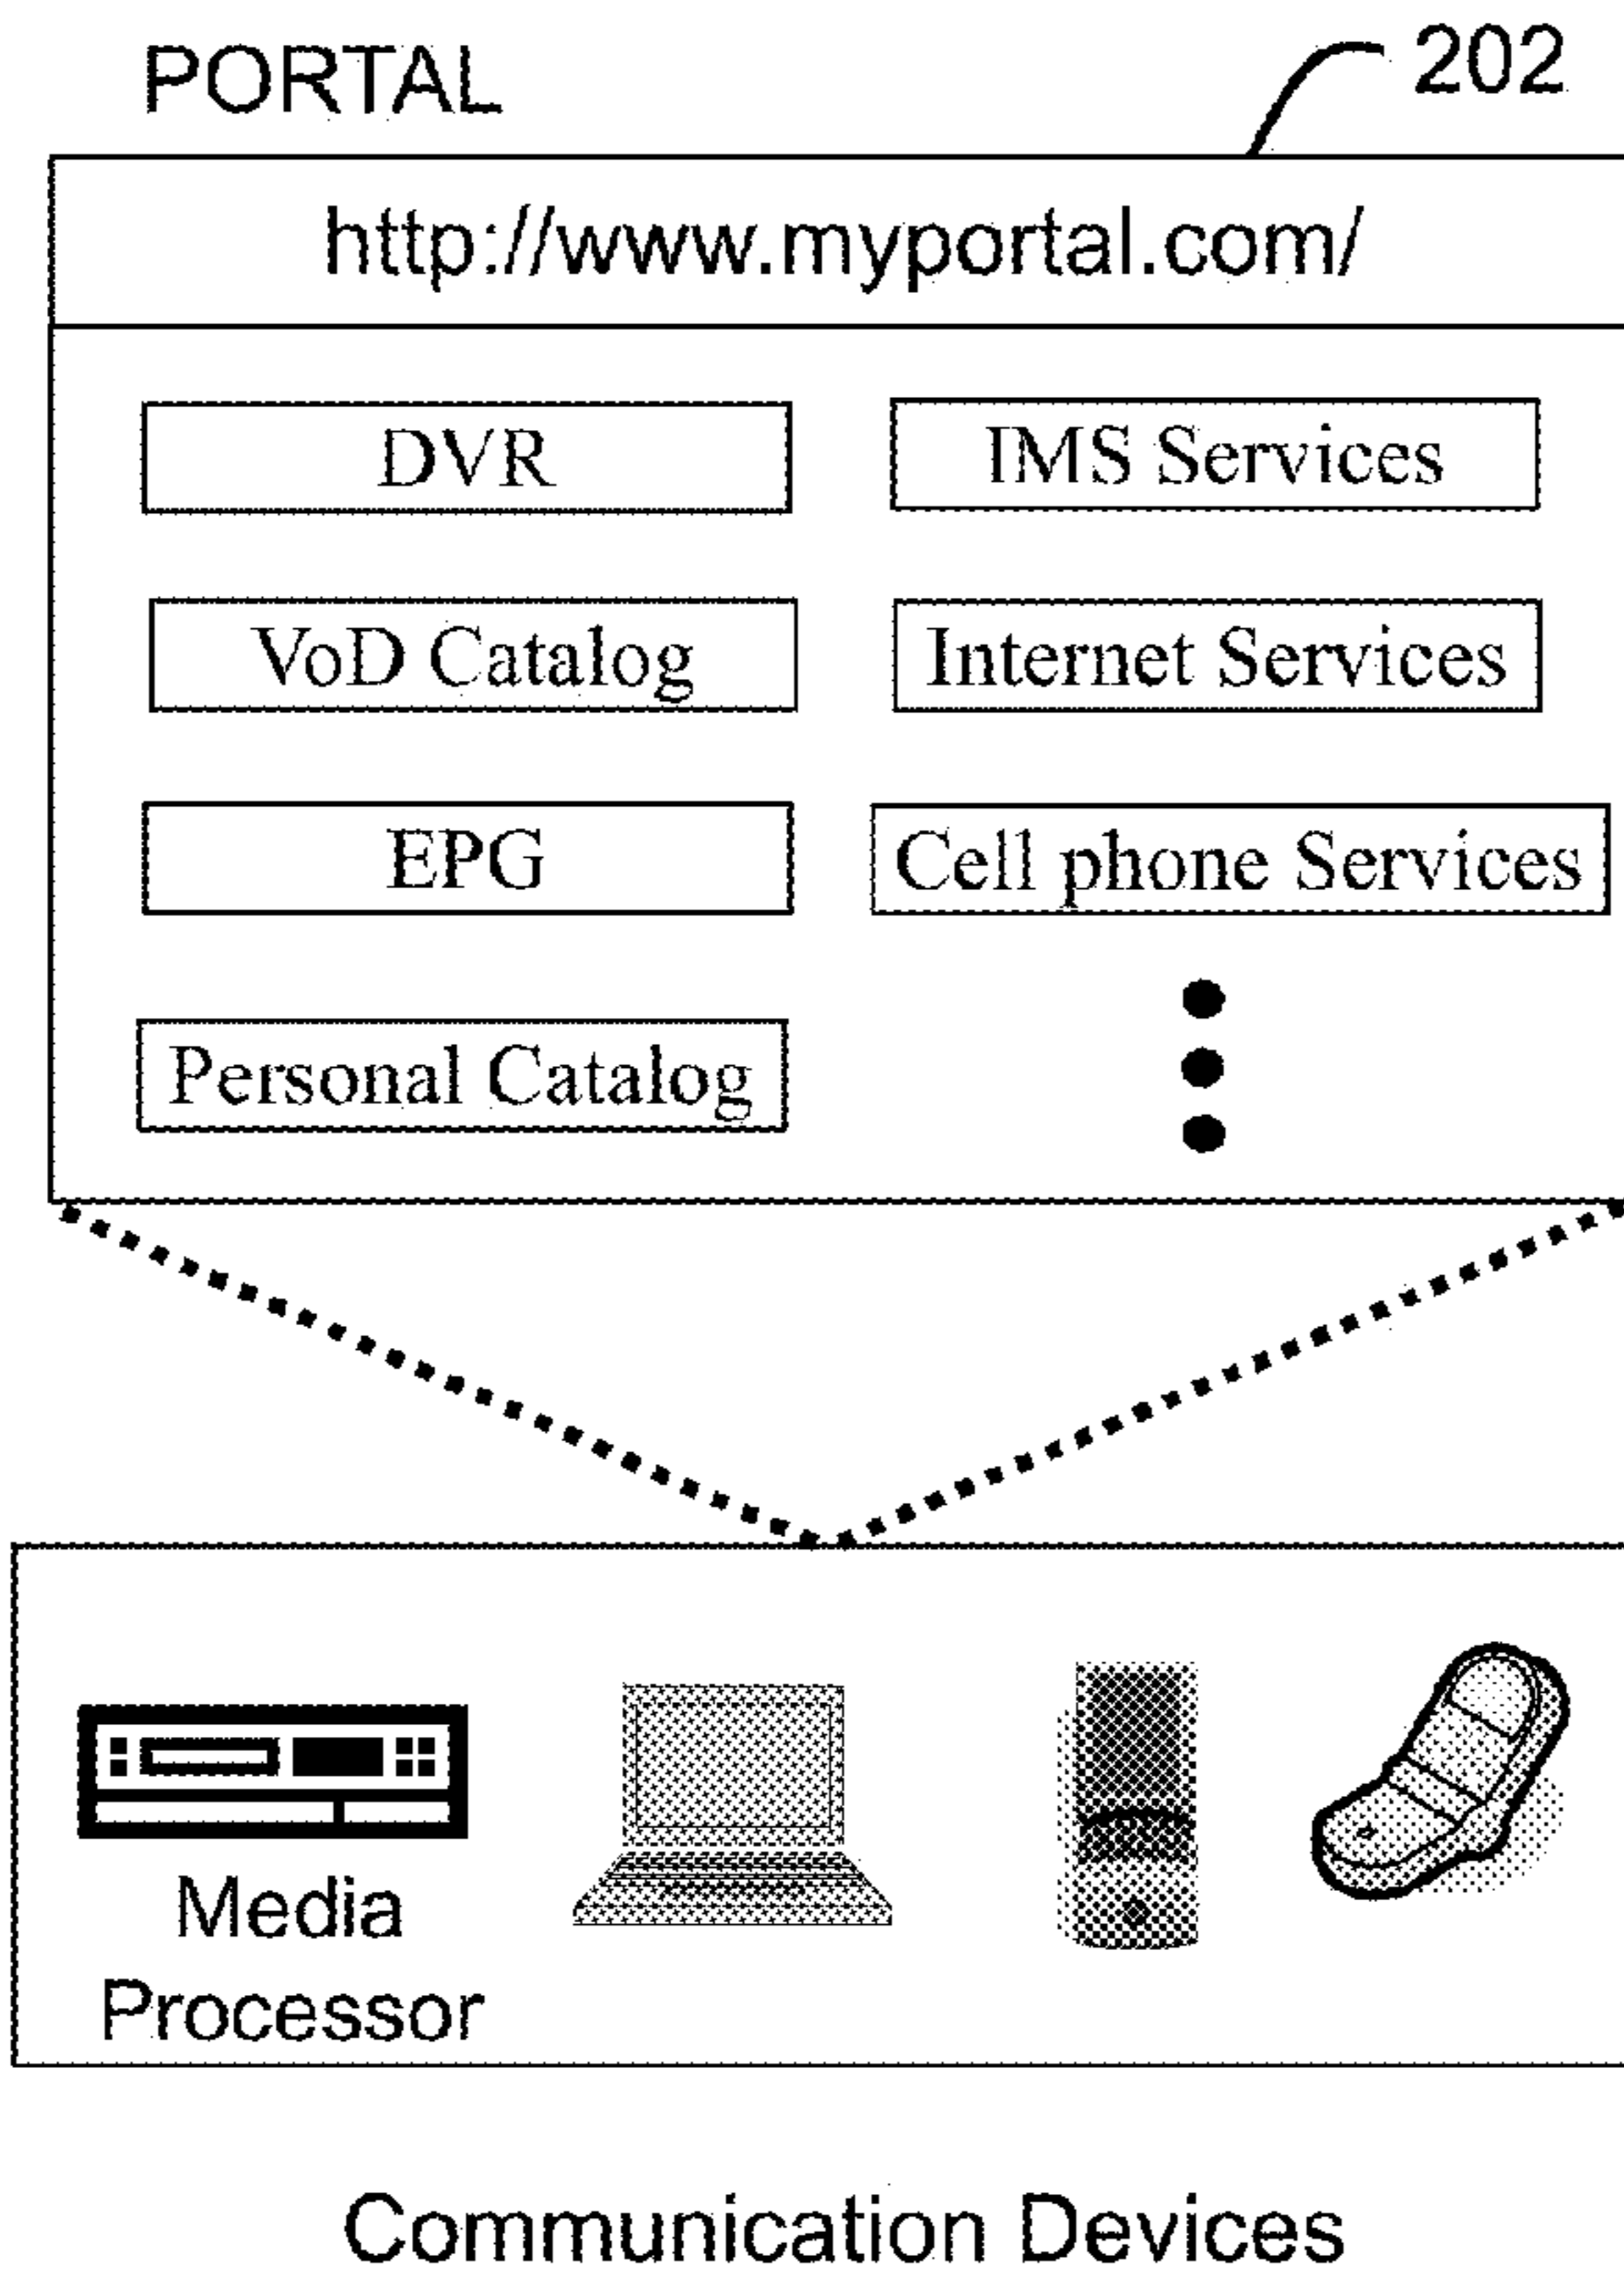 PORTAL
202
http://www.myportal.com/
DVR
IMS Services
VoD Catalog
Internet Services
EPG
Cell phone Services
Personal Catalog
Media
Processor
Communication Devices